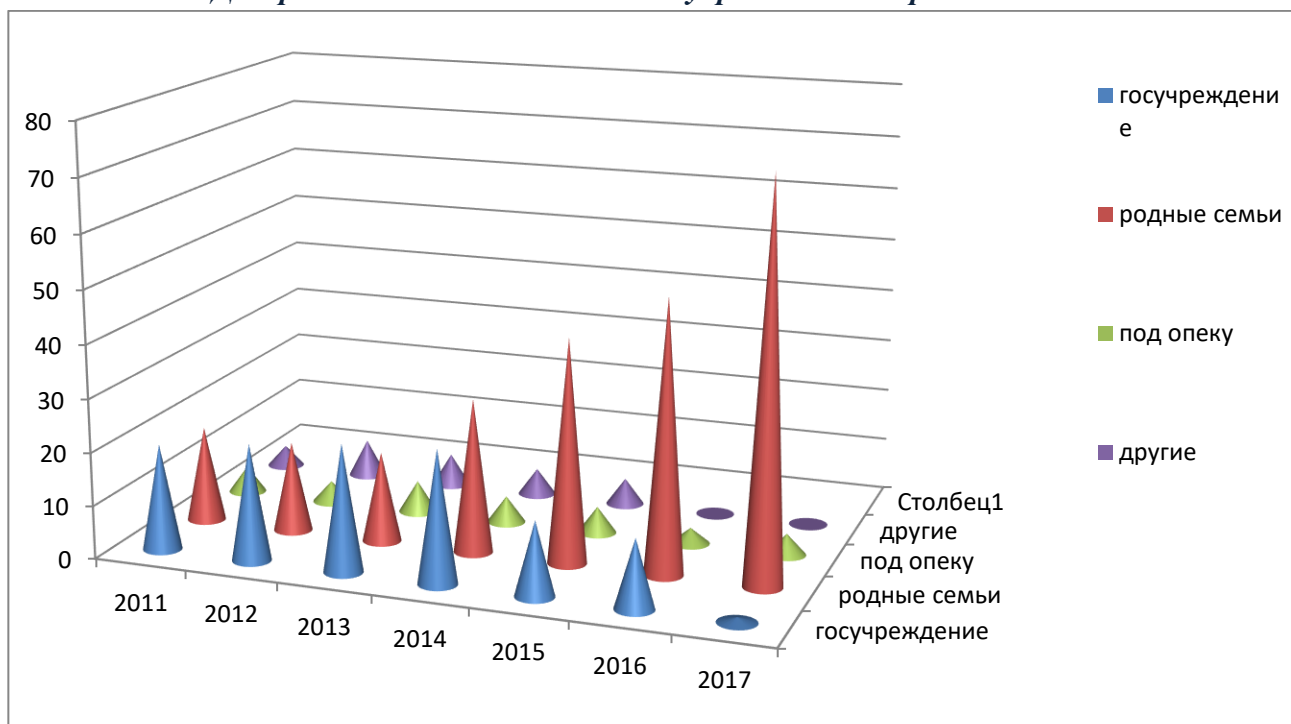 80
70
60
50
40
30
20
10
0
2011
2012
2013
2014
2015
2016
2017
Столбец1
другие
под опеку
родные семьи
госучреждение
госучреждени
е
родные семьи
под опеку
другие